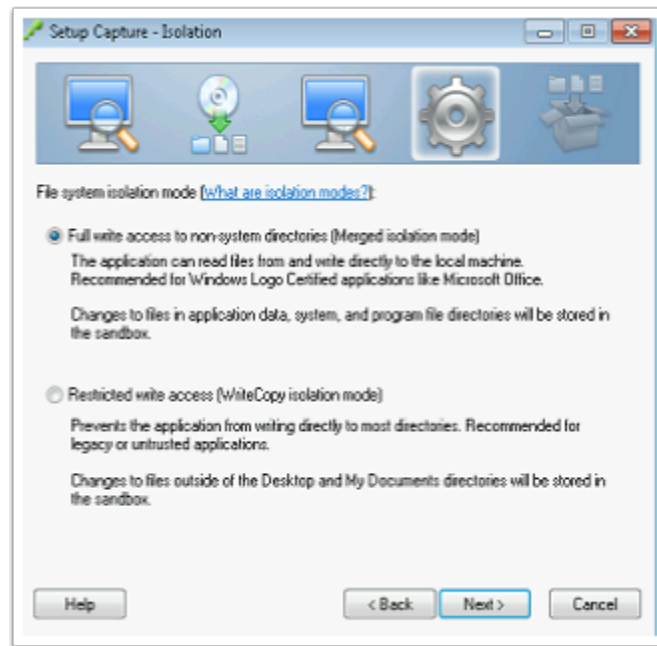 Setup Capture - Isolation
File system isolation mode (What are isolation modes?):
Full write access to non-system directories (Merged isolation mode)
The application can read files from and write directly to the local machine.
Recommended for Windows Logo Certified applications like Microsoft Office.
Changes to files in application data, system, and program file directories will be stored in
the sandbox.
Restricted write access (WriteCopy isolation mode)
Prevents the application from writing directly to most directories. Recommended for
legacy or untrusted applications.
Changes to files outside of the Desktop and My Documents directories will be stored in
the sandbox.
Help < Back Next > Cancel